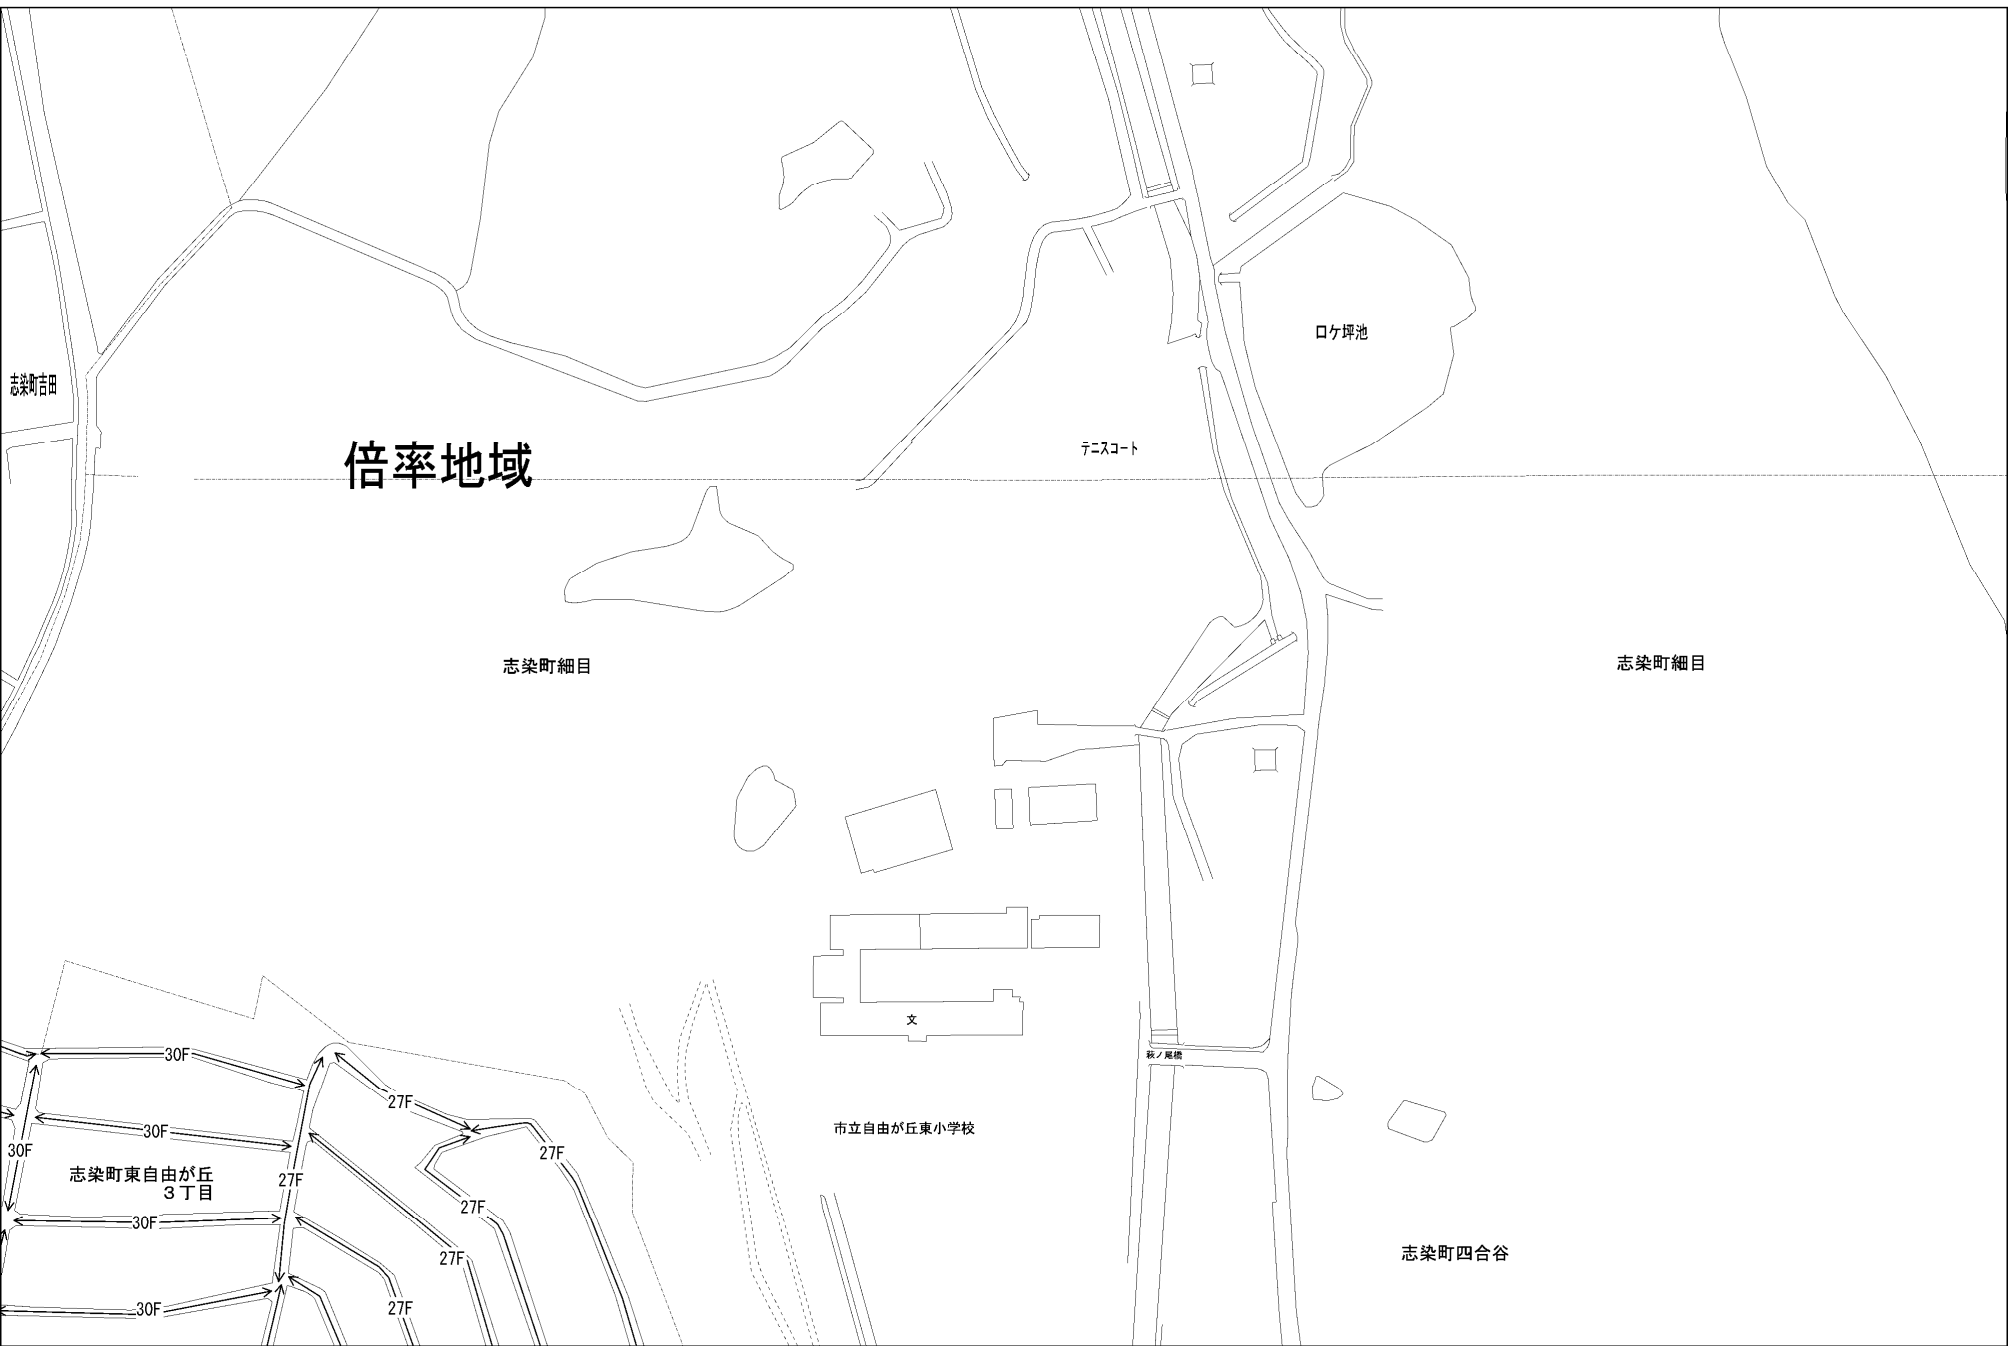 ロケ坪池
志染町吉田
テニスコート
倍率地域
志染町細目
志染町細目
文
萩ノ尾橋
30F
27F
市立自由が丘東小学校
30F
30F
27F
志染町東自由が丘
3丁目
27F
27F
30F
志染町四合谷
27F
30F
27F